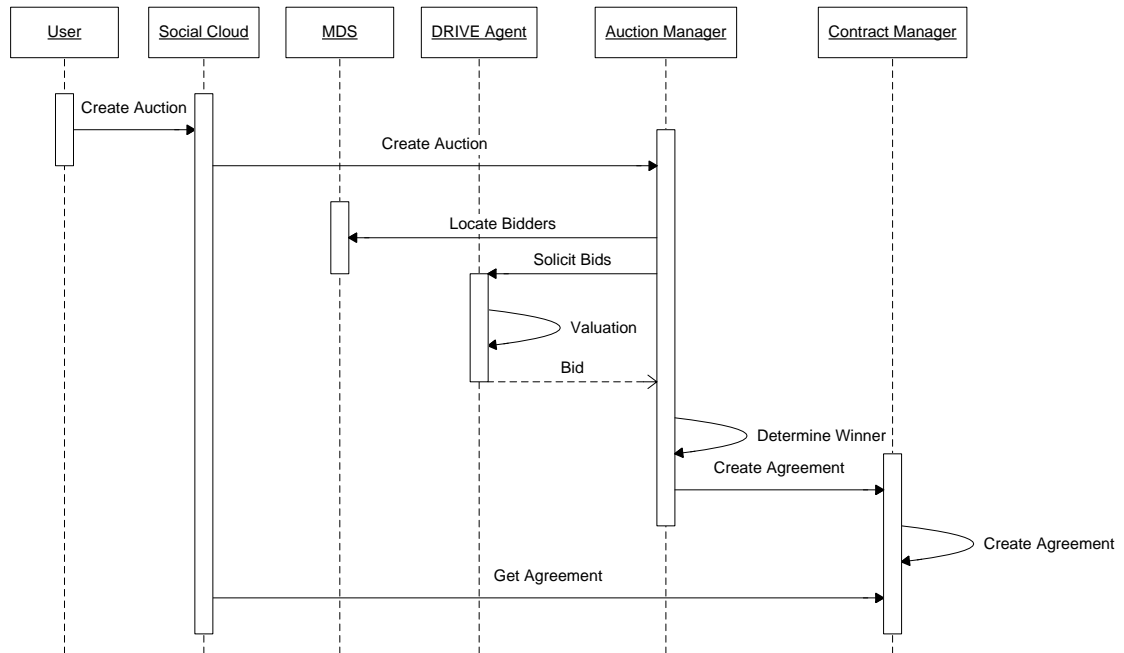 User
Social Cloud
MDS
DRIVE Agent
Auction Manager
Contract Manager
Create Auction
Create Auction
Locate Bidders
Solicit Bids
Valuation
Bid
Determine Winner
Create Agreement
Create Agreement
Get Agreement